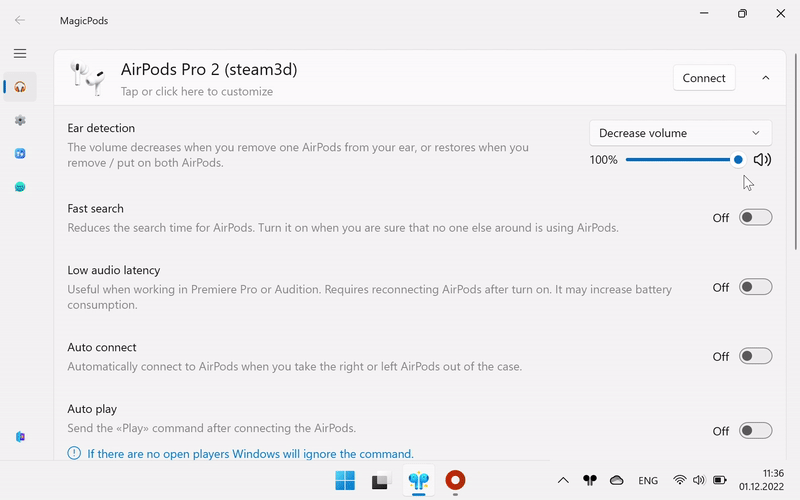 MagicPods
AirPods Pro 2 (steam3d)
Tap or click here to customize
Connect
Ear detection
The volume decreases when you remove one AirPods from your ear, or restores when you
remove / put on both AirPods.
Decrease volume
100%
Fast search
Reduces the search time for AirPods. Turn it on when you are sure that no one else around is using AirPods.
Off
Low audio latency
Useful when working in Premiere Pro or Audition. Requires reconnecting AirPods after turn on. It may increase battery
consumption.
Off
Auto connect
Automatically connect to AirPods when you take the right or left AirPods out of the case.
Off
Auto play
Send the «Play» command after connecting the AirPods.
Off
If there are no open players Windows will ignore the command.
ENG
11:36
01.12.2022